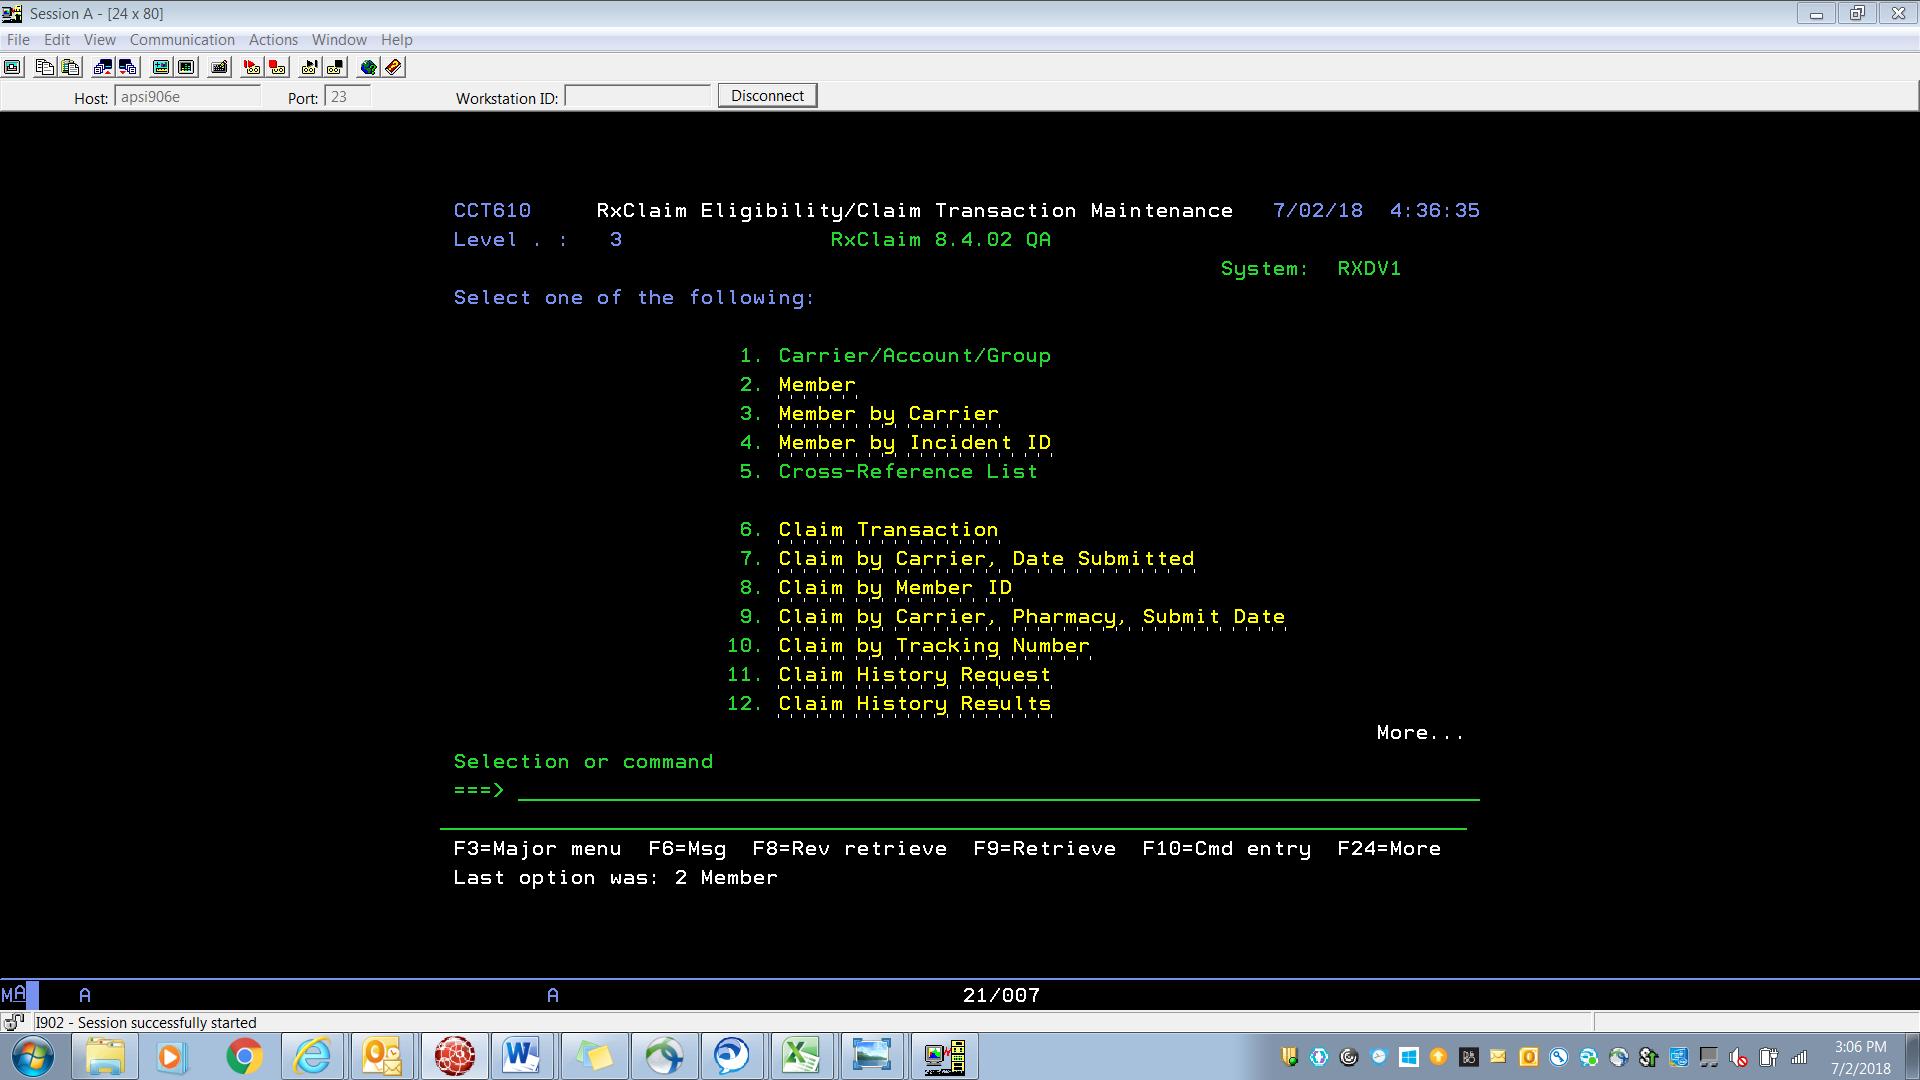 Session A - [24 x 80]
File Edit View Communication Actions Window Help
Host: apsi906e Port: 23 Workstation ID: Disconnect
CCT610 RxClaim Eligibility/Claim Transaction Maintenance 7/02/18 4:36:35
Level . : 3 RxClaim 8.4.02 QA
System: RXDV1
Select one of the following:
1. Carrier/Account/Group
2. Member
3. Member by Carrier
4. Member by Incident ID
5. Cross-Reference List
6. Claim Transaction
7. Claim by Carrier, Date Submitted
8. Claim by Member ID
9. Claim by Carrier, Pharmacy, Submit Date
10. Claim by Tracking Number
11. Claim History Request
12. Claim History Results
More...
Selection or command
===>
F3=Major menu F6=Msg F8=Rev retrieve F9=Retrieve F10=Cmd entry F24=More
Last option was: 2 Member
MA A A 21/007
I902 - Session successfully started
3:06 PM
7/2/2018